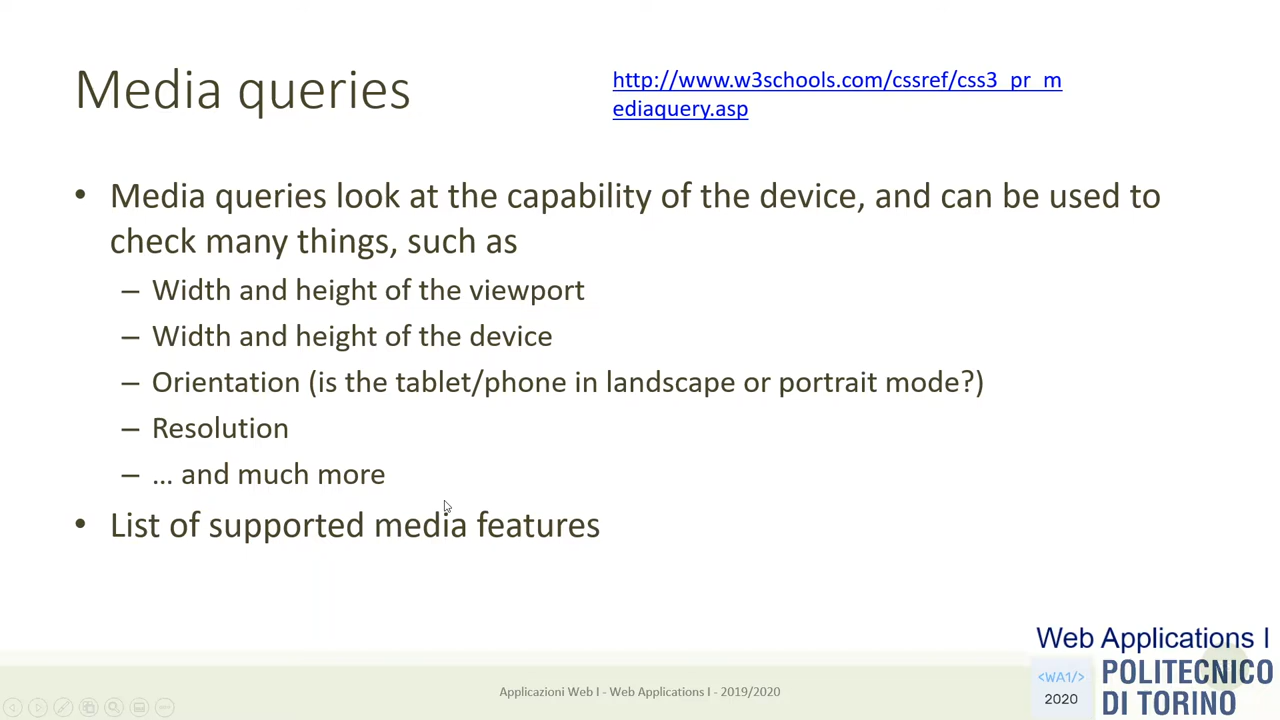 Media queries
http://www.w3schools.com/cssref/css3_pr_m
ediaquery.asp
• Media queries look at the capability of the device, and can be used to
check many things, such as
– Width and height of the viewport
– Width and height of the device
– Orientation (is the tablet/phone in landscape or portrait mode?)
– Resolution
– … and much more
• List of supported media features
Applicazioni Web I - Web Applications I - 2019/2020
Web Applications I
<WA1/>
2020
POLITECNICO
DI TORINO